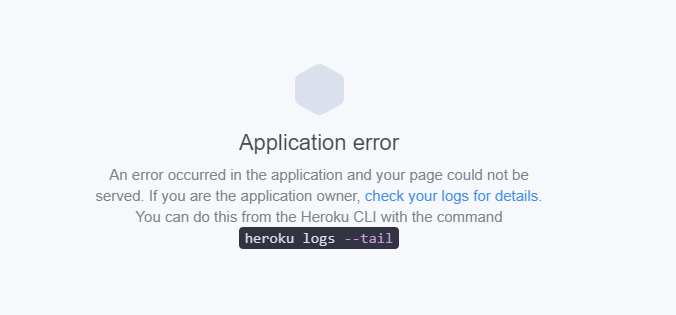 Application error
An error occurred in the application and your page could not be
served. If you are the application owner, check your logs for details.
You can do this from the Heroku CLI with the command
heroku logs --tail